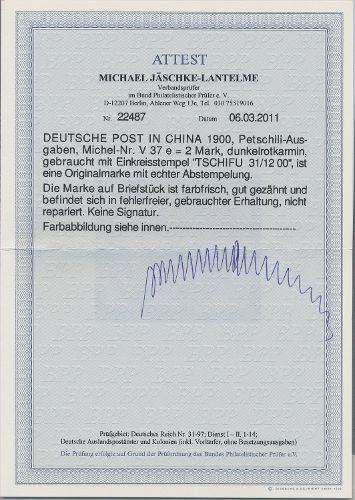 ATTEST
MICHAEL JÄSCHKE-LANTELME
Verbandsprüfer
im Bund Philatelistischer Prüfer e. V.
D-12207 Berlin, Ahlener Weg 13c, Tel 030 75519016
Nr. 22487 Datum 06.03.2011
DEUTSCHE POST IN CHINA 1900, Petschili-Aus-
gaben, Michel-Nr. V 37 e = 2 Mark, dunkelrotkarmin,
gebraucht mit Einkreisstempel "TSCHIFU 31/12 00", ist
eine Originalmarke mit echter Abstempelung.
Die Marke auf Briefstück ist farbfrisch, gut gezähnt und
befindet sich in fehlerfreier, gebrauchter Erhaltung, nicht
repariert. Keine Signatur.
Farbabbildung siehe innen.
Prüfgebiet: Deutsches Reich Nr. 31-97; Dienst I – II, 1-14;
Deutsche Auslandspostämter und Kolonien (inkl. Vorläufer, ohne Besetzungsausgaben)
Die Prüfung erfolgte auf Grund der Prüfordnung des Bundes Philatelistischer Prüfer e.V.